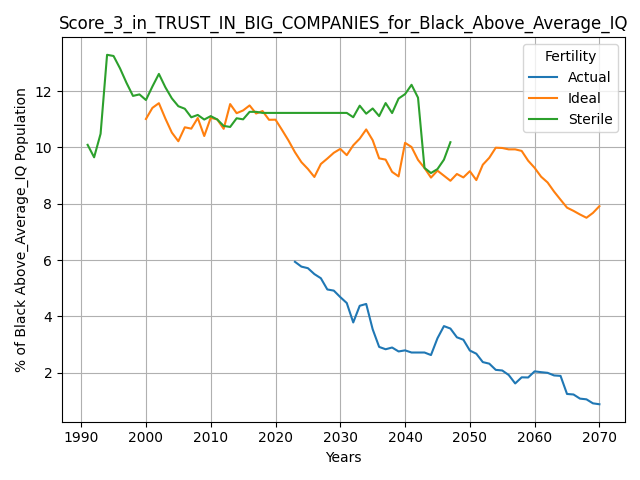 Score_3_in_TRUST_IN_BIG_COMPANIES_for_Black_Above_Average_IQ
Fertility
Actual
Ideal
Sterile
% of Black Above_Average_IQ Population
12
10
8
6
4
2
1990 2000 2010 2020 2030 2040 2050 2060 2070
Years